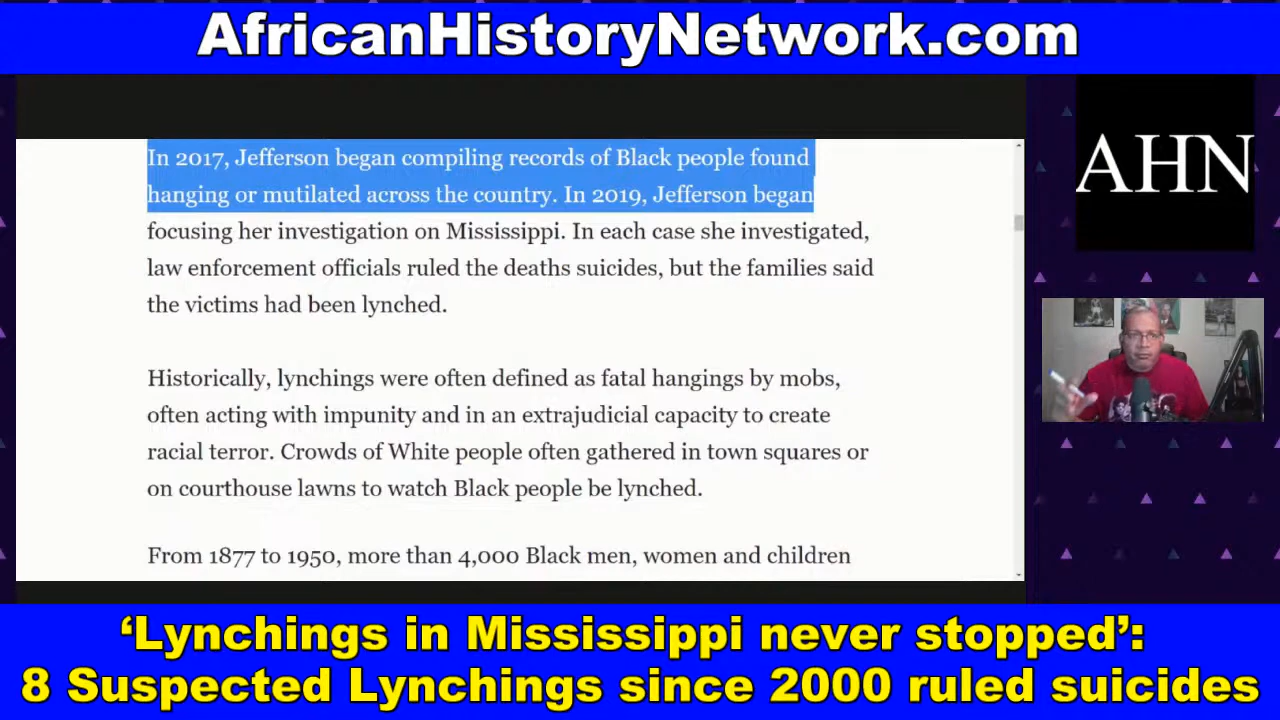 AfricanHistoryNetwork.com
In 2017, Jefferson began compiling records of Black people found
hanging or mutilated across the country. In 2019, Jefferson began
focusing her investigation on Mississippi. In each case she investigated,
law enforcement officials ruled the deaths suicides, but the families said
the victims had been lynched.
Historically, lynchings were often defined as fatal hangings by mobs,
often acting with impunity and in an extrajudicial capacity to create
racial terror. Crowds of White people often gathered in town squares or
on courthouse lawns to watch Black people be lynched.
From 1877 to 1950, more than 4,000 Black men, women and children
AHN
‘Lynchings in Mississippi never stopped’:
8 Suspected Lynchings since 2000 ruled suicides